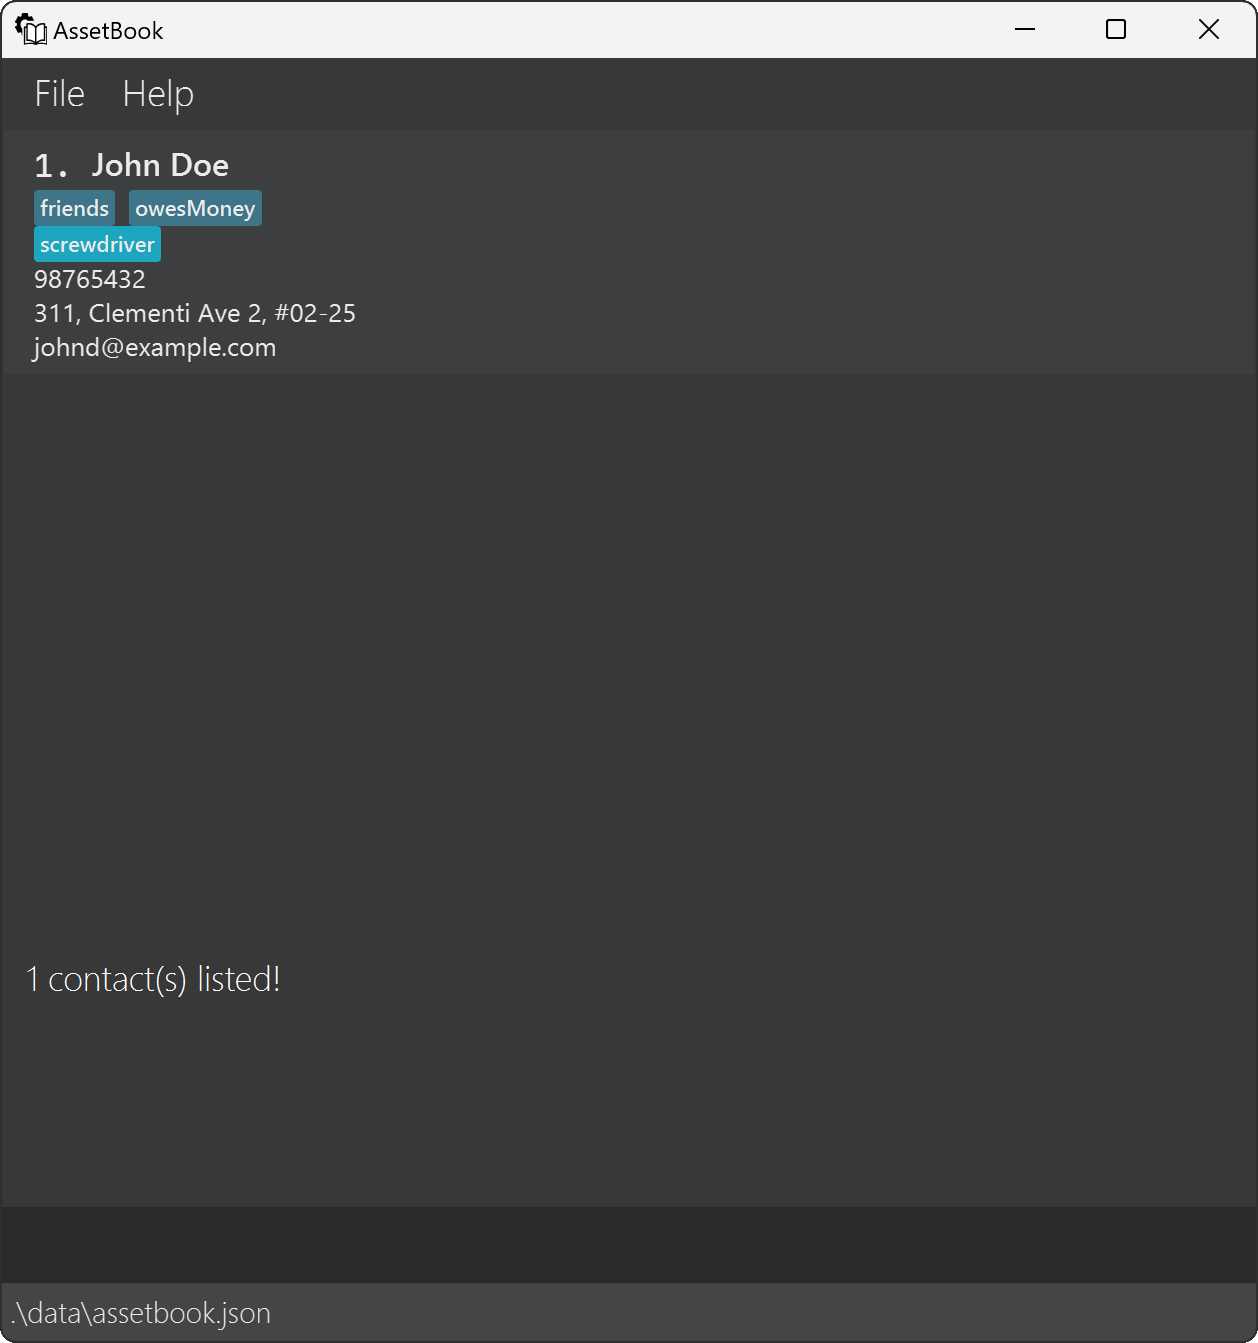 AssetBook
File Help
1. John Doe
friends owesMoney
screwdriver
98765432
311, Clementi Ave 2, #02-25
johnd@example.com
1 contact(s) listed!
.\data\assetbook.json